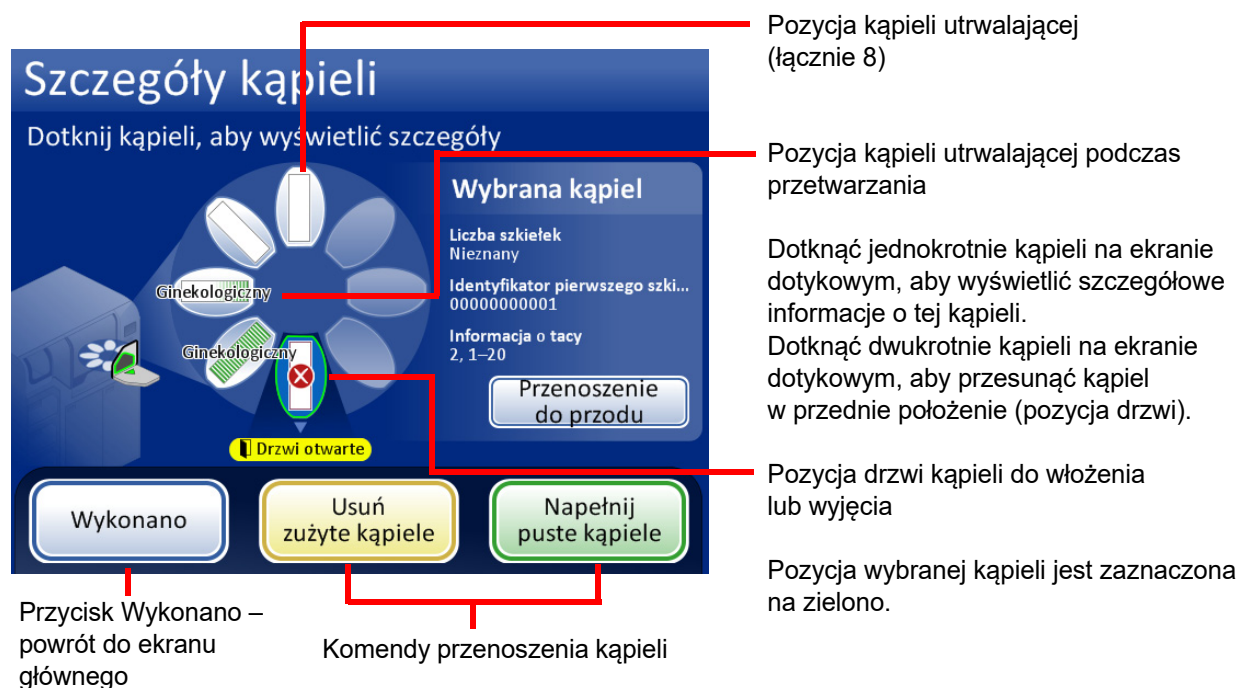 Szczegóły kąpieli
Dotknij kąpieli, aby wyświetlić szczegóły
Ginekologiczny
Ginekologiczny
Drzwi otwarte
Wybrana kąpiel
Liczba szkiełek
Nieznany
Identyfikator pierwszego szki...
00000000001
Informacja o tacy
2, 1–20
Przenoszenie
do przodu
Wykonano
Usuń
zużyte kąpiele
Napełnij
puste kąpiele
Pozycja kąpieli utrwalającej
(łącznie 8)
Pozycja kąpieli utrwalającej podczas
przetwarzania
Dotknąć jednokrotnie kąpieli na ekranie
dotykowym, aby wyświetlić szczegółowe
informacje o tej kąpieli.
Dotknąć dwukrotnie kąpieli na ekranie
dotykowym, aby przesunąć kąpiel
w przednie położenie (pozycja drzwi).
Pozycja drzwi kąpieli do włożenia
lub wyjęcia
Pozycja wybranej kąpieli jest zaznaczona
na zielono.
Przycisk Wykonano –
powrót do ekranu
głównego
Komendy przenoszenia kąpieli